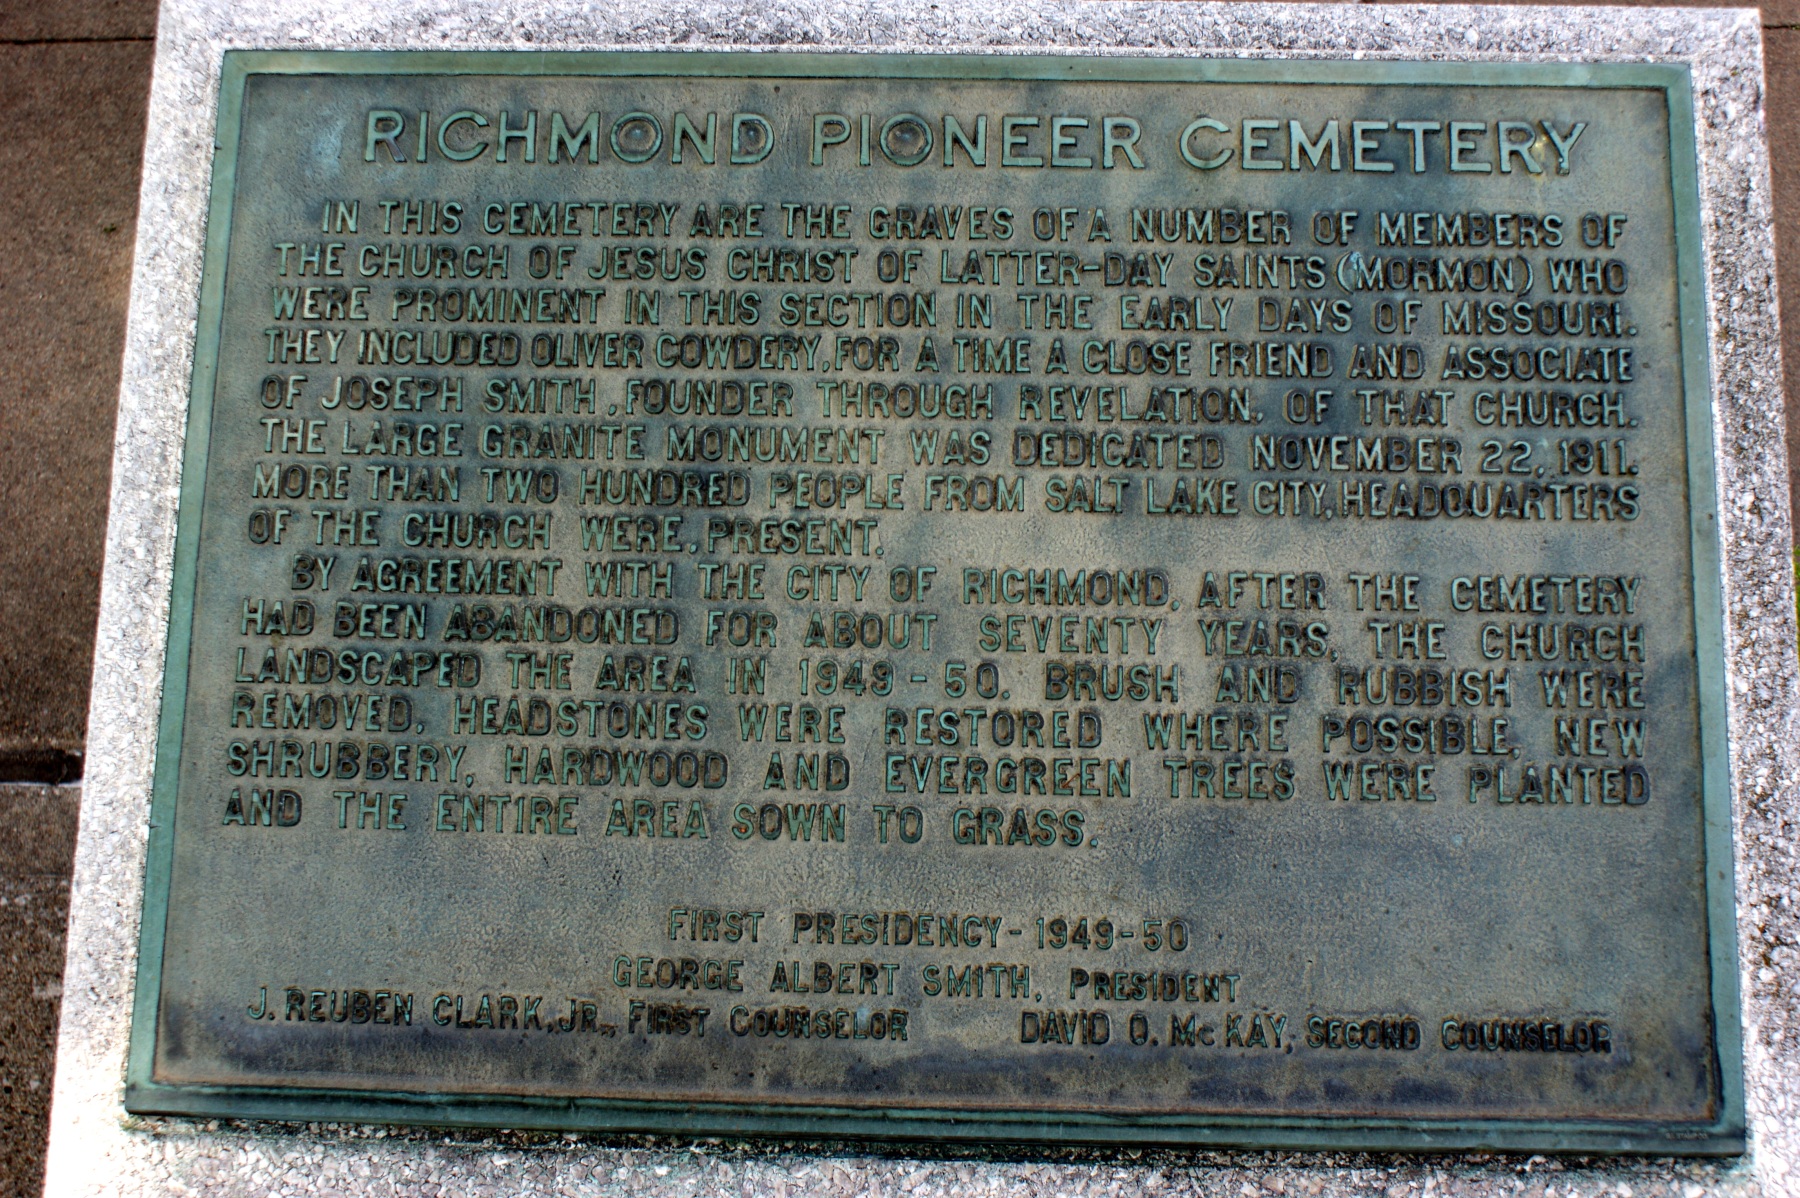 RICHMOND PIONEER CEMETERY
IN THIS CEMETERY ARE THE GRAVES OF A NUMBER OF MEMBERS OF
THE CHURCH OF JESUS CHRIST OF LATTER-DAY SAINTS (MORMON) WHO
WERE PROMINENT IN THIS SECTION IN THE EARLY DAYS OF MISSOURI.
THEY INCLUDED OLIVER COWDERY, FOR A TIME A CLOSE FRIEND AND ASSOCIATE
OF JOSEPH SMITH, FOUNDER THROUGH REVELATION, OF THAT CHURCH.
THE LARGE GRANITE MONUMENT WAS DEDICATED NOVEMBER 22, 1911.
MORE THAN TWO HUNDRED PEOPLE FROM SALT LAKE CITY, HEADQUARTERS
OF THE CHURCH WERE, PRESENT.
BY AGREEMENT WITH THE CITY OF RICHMOND, AFTER THE CEMETERY
HAD BEEN ABANDONED FOR ABOUT SEVENTY YEARS, THE CHURCH
LANDSCAPED THE AREA IN 1949-50. BRUSH AND RUBBISH WERE
REMOVED, HEADSTONES WERE RESTORED WHERE POSSIBLE, NEW
SHRUBBERY, HARDWOOD AND EVERGREEN TREES WERE PLANTED
AND THE ENTIRE AREA SOWN TO GRASS.
FIRST PRESIDENCY-1949-50
GEORGE ALBERT SMITH, PRESIDENT
J. REUBEN CLARK, JR., FIRST COUNSELOR DAVID O. McKAY, SECOND COUNSELOR